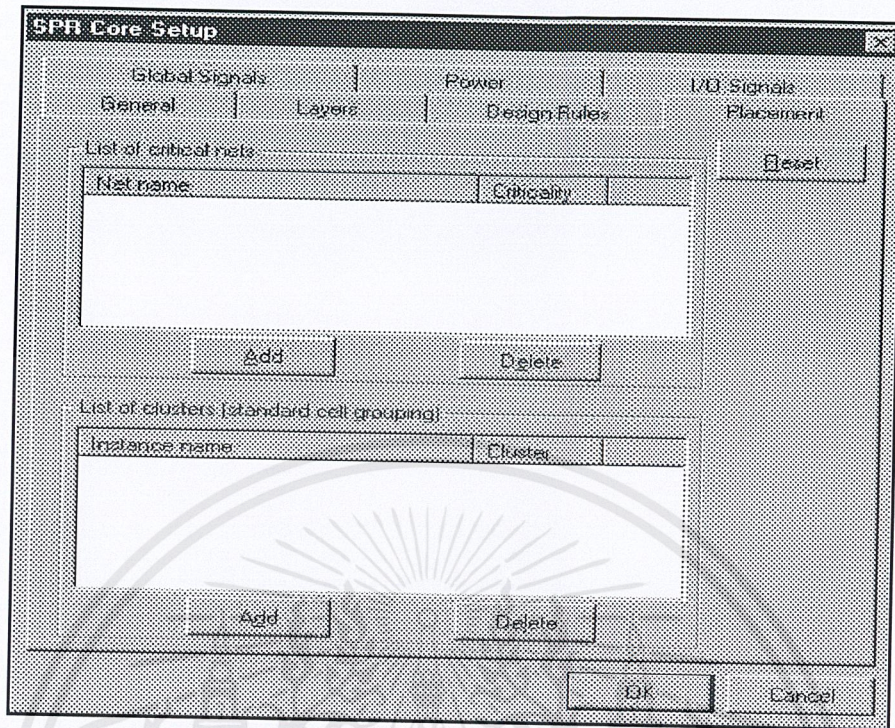 SPR Core Setup
Global Signals Power I/O Signals
General Layers Design Rules Placement
List of critical nets
Reset
Net name Criticality
Add Delete
List of clusters (standard cell grouping)
Instance name Cluster
Add Delete
OK Cancel